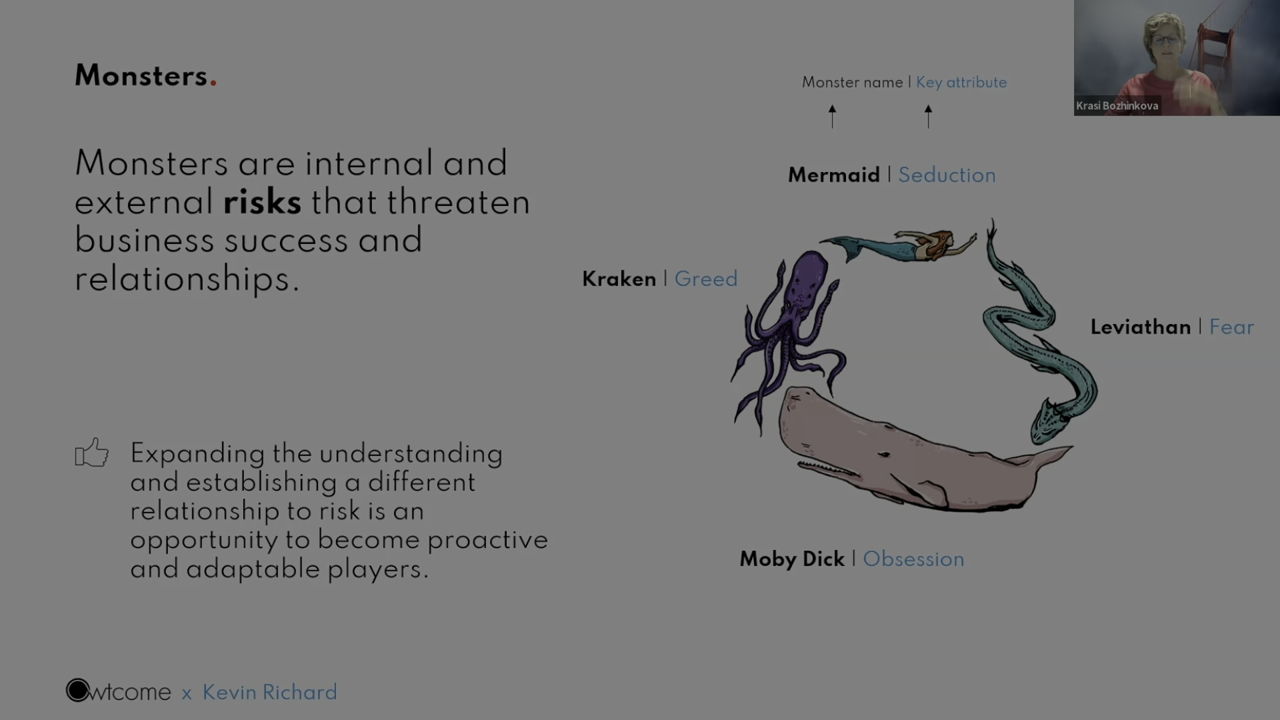 Monsters.
Monsters are internal and
external risks that threaten
business success and
relationships.
Expanding the understanding
and establishing a different
relationship to risk is an
opportunity to become proactive
and adaptable players.
Monster name | Key attribute
Mermaid | Seduction
Kraken | Greed
Leviathan | Fear
Moby Dick | Obsession
Krasi Bozhinkova
Owtcome x Kevin Richard